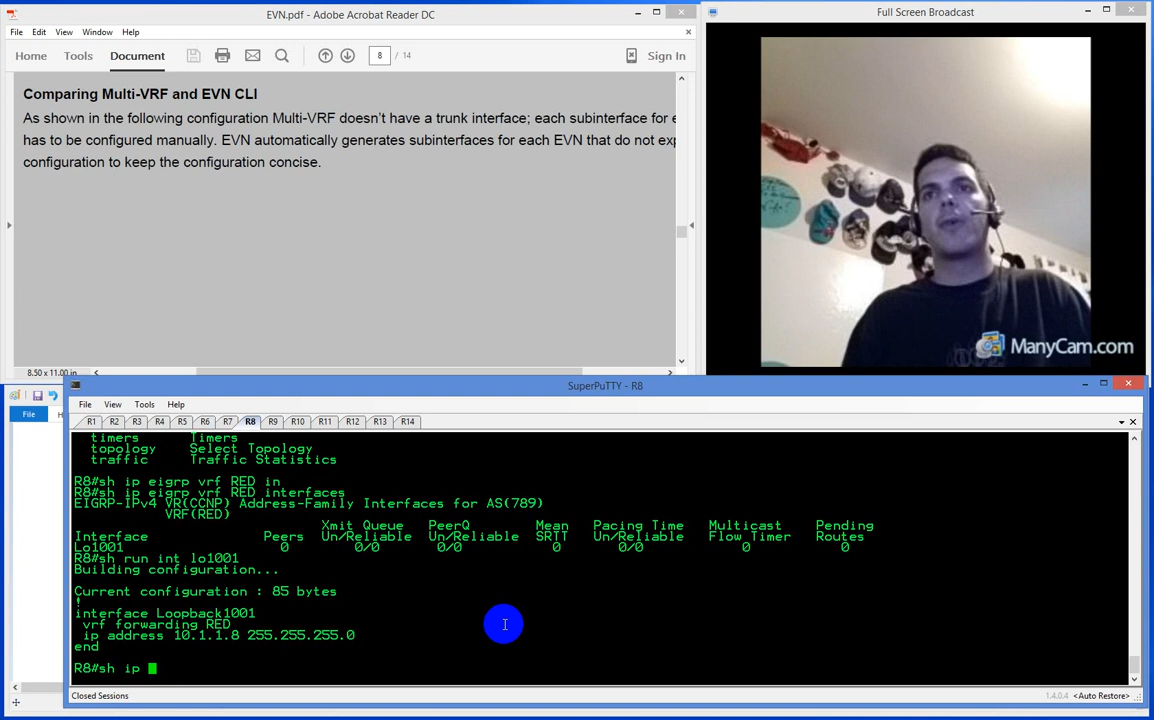 EVN.pdf - Adobe Acrobat Reader DC
File Edit View Window Help
Home Tools Document 8 / 14 Sign In
Comparing Multi-VRF and EVN CLI
As shown in the following configuration Multi-VRF doesn't have a trunk interface; each subinterface for e
has to be configured manually. EVN automatically generates subinterfaces for each EVN that do not exp
configuration to keep the configuration concise.
8.50 x 11.00 in
Full Screen Broadcast
ManyCam.com
File H
SuperPuTTY - R8
File View Tools Help
R1 R2 R3 R4 R5 R6 R7 R8 R9 R10 R11 R12 R13 R14
timers Timers
topology Select Topology
traffic Traffic Statistics
R8#sh ip eigrp vrf RED in
R8#sh ip eigrp vrf RED interfaces
EIGRP-IPv4 VR(CCNP) Address-Family Interfaces for AS(789)
VRF(RED)
Xmit Queue PeerQ Mean Pacing Time Multicast Pending
Interface Peers Un/Reliable Un/Reliable SRTT Un/Reliable Flow Timer Routes
Lo1001 0 0/0 0/0 0 0/0 0 0
R8#sh run int lo1001
Building configuration...
Current configuration : 85 bytes
!
interface Loopback1001
vrf forwarding RED
ip address 10.1.1.8 255.255.255.0
end
R8#sh ip
Closed Sessions 1.4.0.4 <Auto Restore>